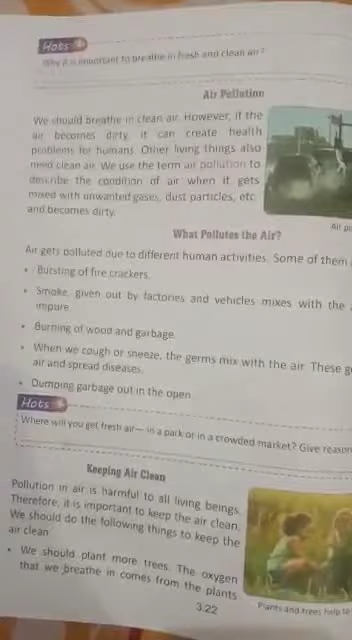 Hots
Why it is important to breathe in fresh and clean air?
Air Pollution
We should breathe in clean air. However, if the
air becomes dirty, it can create health
problems for humans. Other living things also
need clean air. We use the term air pollution to
describe the condition of air when it gets
mixed with unwanted gases, dust particles, etc.
and becomes dirty.
Air
What Pollutes the Air?
Air gets polluted due to different human activities. Some of them
• Bursting of fire crackers.
• Smoke, given out by factories and vehicles mixes with the
impure.
• Burning of wood and garbage.
• When we cough or sneeze, the germs mix with the air. These
air and spread diseases.
• Dumping garbage out in the open.
Hots
Where will you get fresh air— in a park or in a crowded market? Give reason
Keeping Air Clean
Pollution in air is harmful to all living beings.
Therefore, it is important to keep the air clean.
We should do the following things to keep the
air clean
• We should plant more trees. The oxygen
that we breathe in comes from the plants
Plants and trees help
3.22